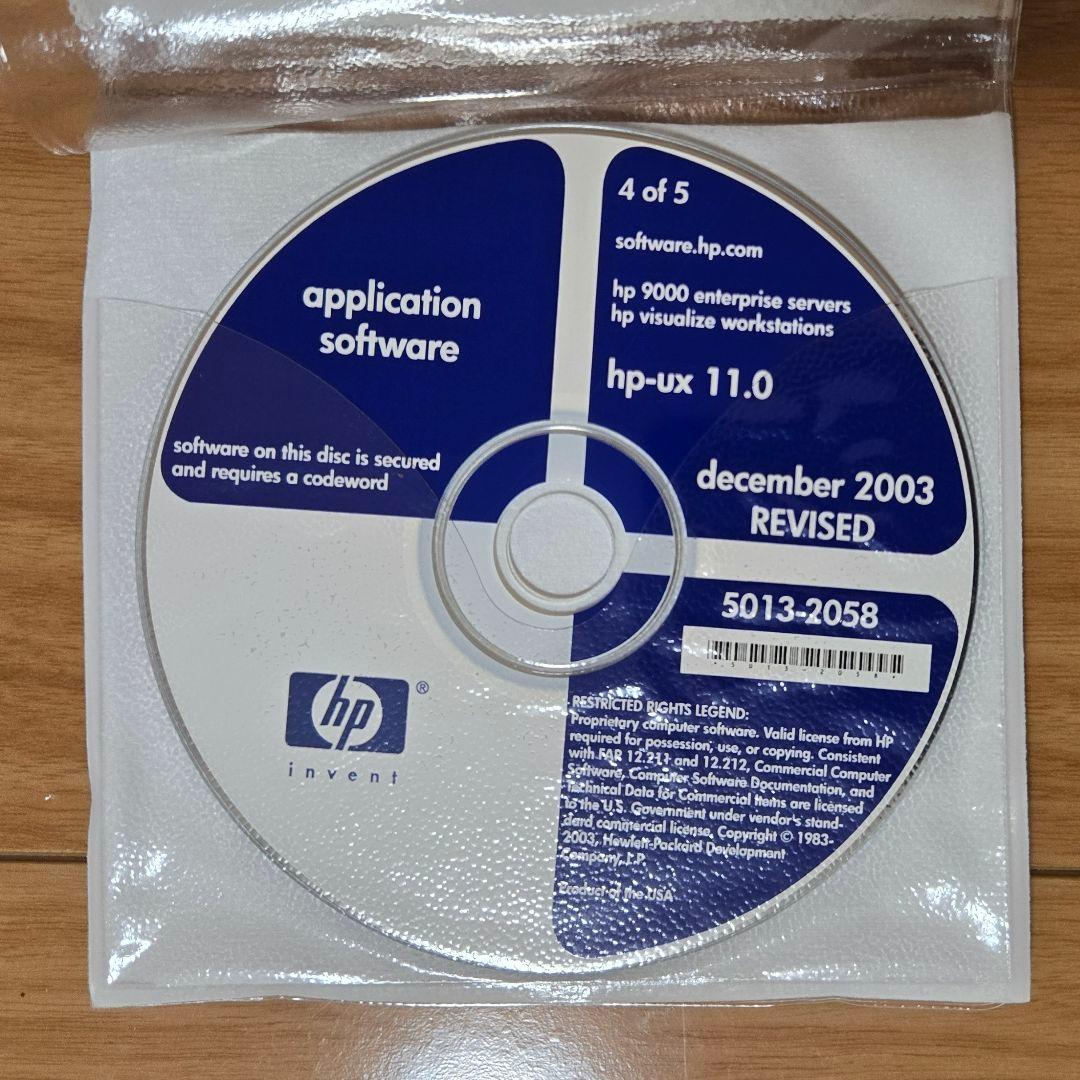 application
software
software on this disc is secured
and requires a codeword
4 of 5
software.hp.com
hp 9000 enterprise servers
hp visualize workstations
hp-ux 11.0
december 2003
REVISED
5013-2058
*5013-2058*
RESTRICTED RIGHTS LEGEND:
Proprietary computer software. Valid license from HP
required for possession, use, or copying. Consistent
with FAR 12.211 and 12.212, Commercial Computer
Software, Computer Software Documentation, and
Technical Data for Commercial Items are licensed
to the U.S. Government under vendor's stan-
dard commercial license. Copyright © 1983-
2003, Hewlett-Packard Development
Company, L.P.
Product of the USA
hp ®
invent